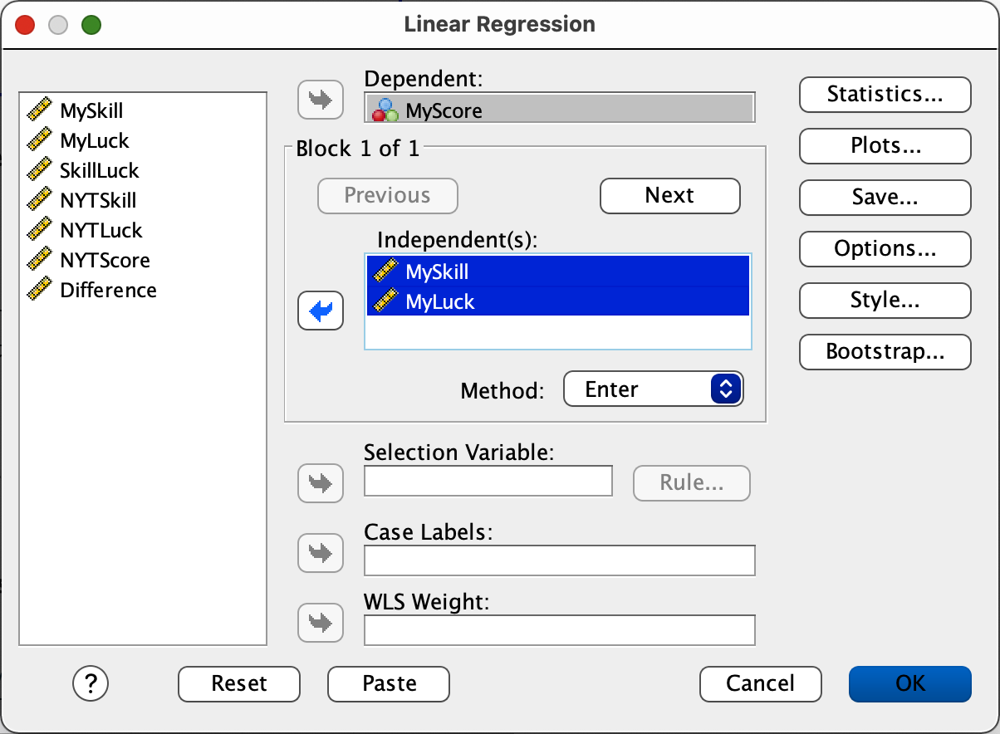 Linear Regression
MySkill
MyLuck
SkillLuck
NYTSkill
NYTLuck
NYTScore
Difference
Dependent:
MyScore
Block 1 of 1
Previous
Next
Independent(s):
MySkill
MyLuck
Method:
Enter
Selection Variable:
Rule...
Case Labels:
WLS Weight:
Statistics...
Plots...
Save...
Options...
Style...
Bootstrap...
?
Reset
Paste
Cancel
OK